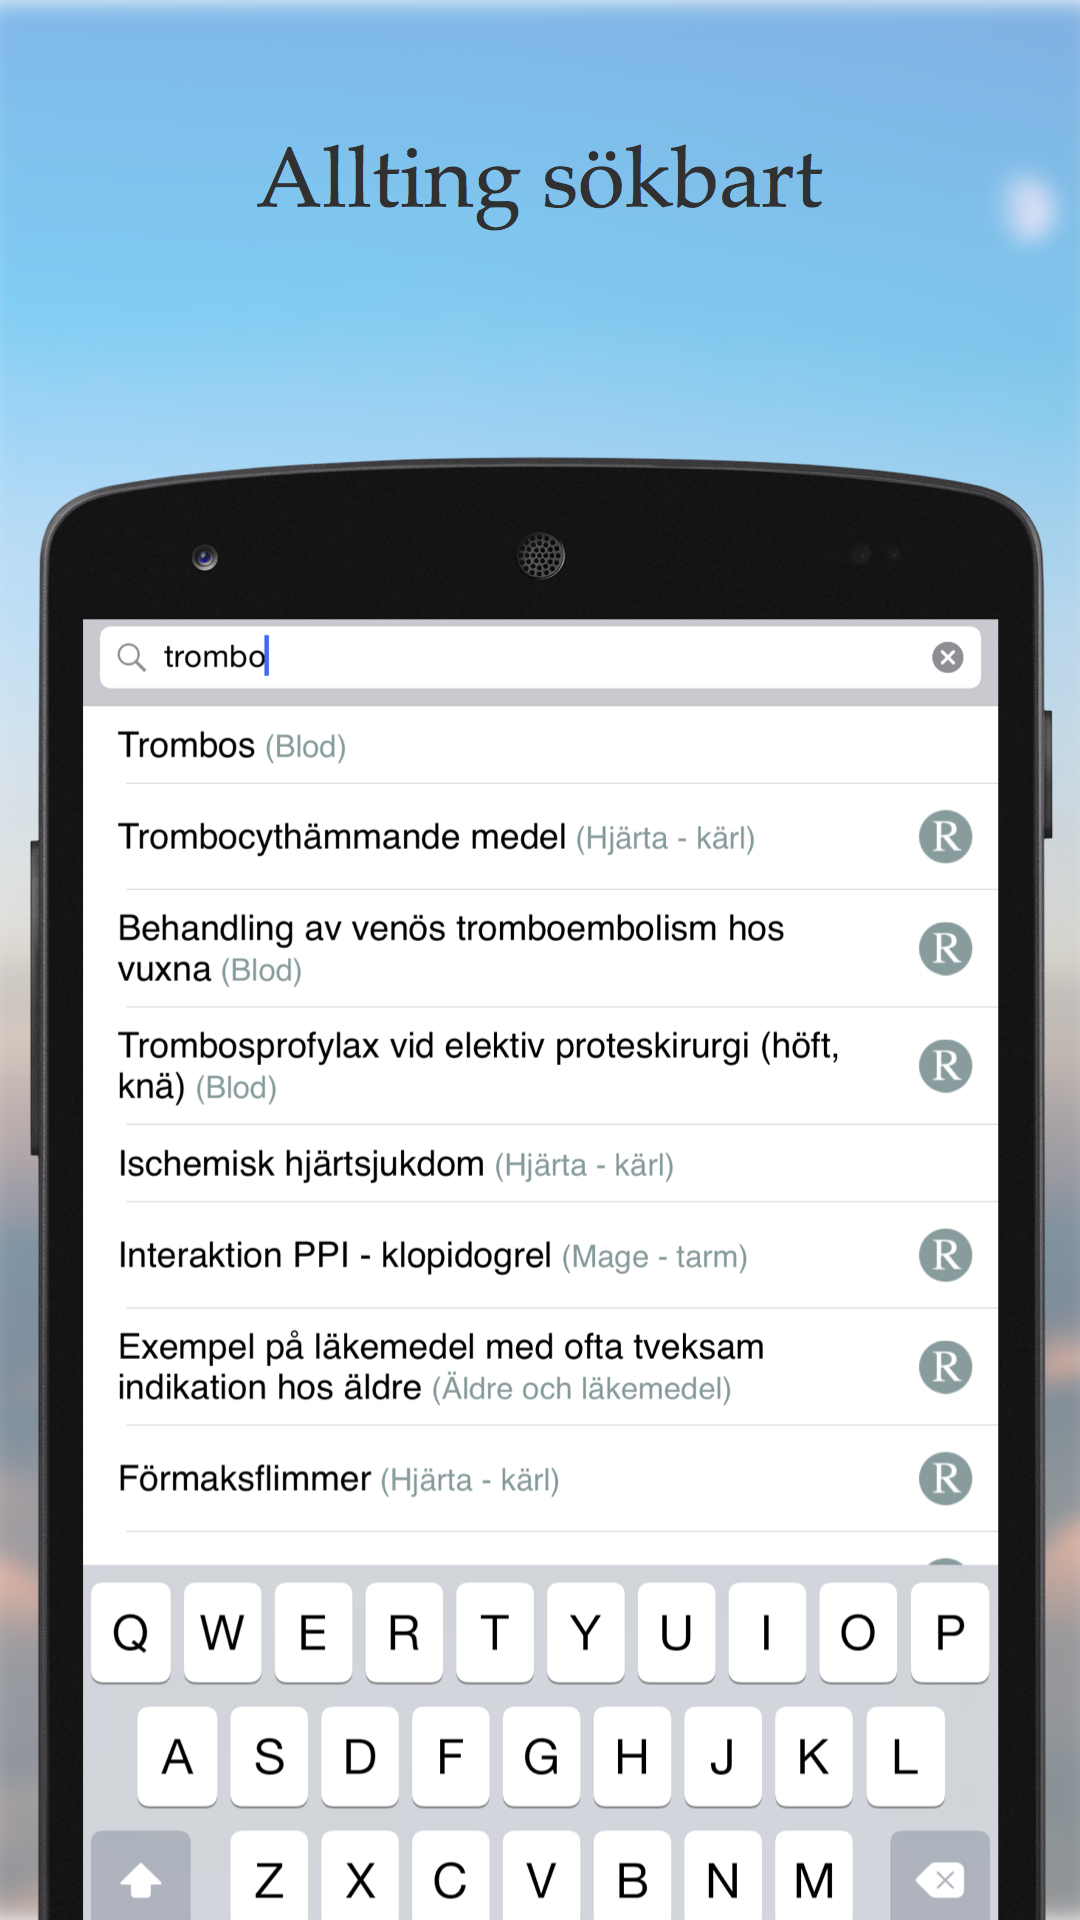 Allting sökbart
trombo
Trombos (Blod)
Trombocythämmande medel (Hjärta - kärl)
R
Behandling av venös tromboembolism hos
vuxna (Blod)
R
Trombosprofylax vid elektiv proteskirurgi (höft,
knä) (Blod)
R
Ischemisk hjärtsjukdom (Hjärta - kärl)
Interaktion PPI - klopidogrel (Mage - tarm)
R
Exempel på läkemedel med ofta tveksam
indikation hos äldre (Äldre och läkemedel)
R
Förmaksflimmer (Hjärta - kärl)
R
Q W E R T Y U I O P
A S D F G H J K L
Z X C V B N M